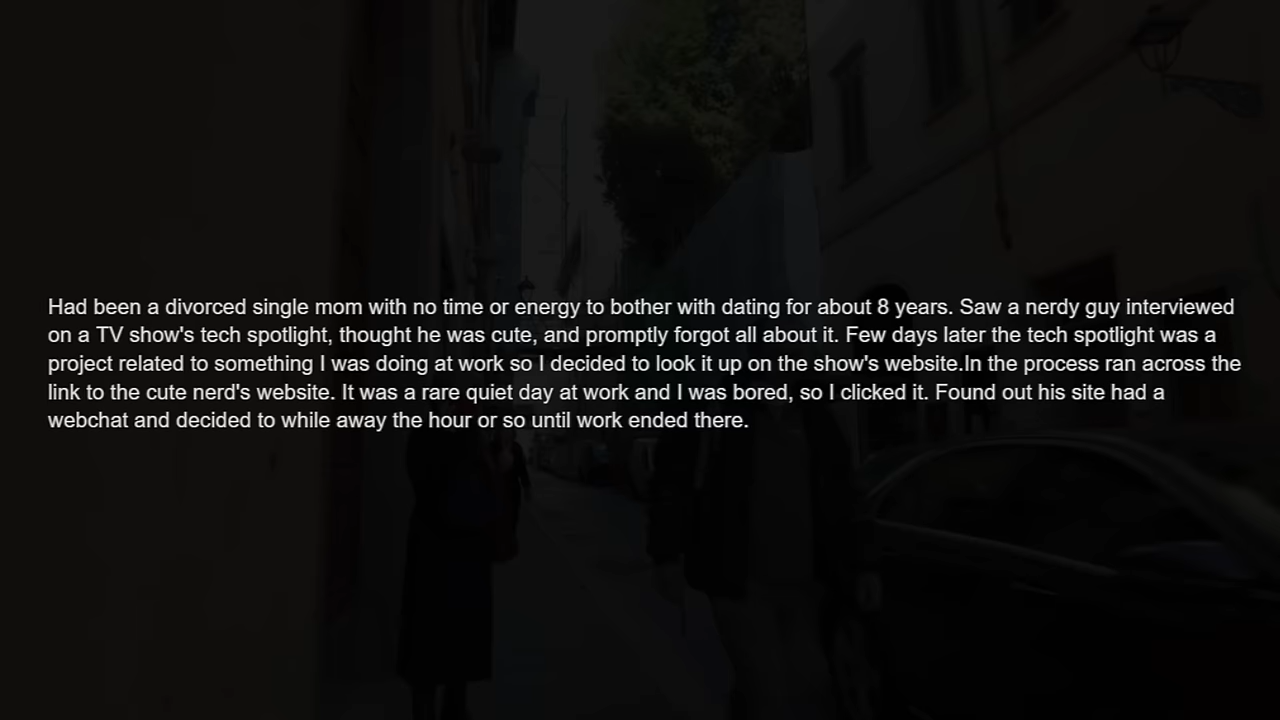 Had been a divorced single mom with no time or energy to bother with dating for about 8 years. Saw a nerdy guy interviewed
on a TV show's tech spotlight, thought he was cute, and promptly forgot all about it. Few days later the tech spotlight was a
project related to something I was doing at work so I decided to look it up on the show's website.In the process ran across the
link to the cute nerd's website. It was a rare quiet day at work and I was bored, so I clicked it. Found out his site had a
webchat and decided to while away the hour or so until work ended there.